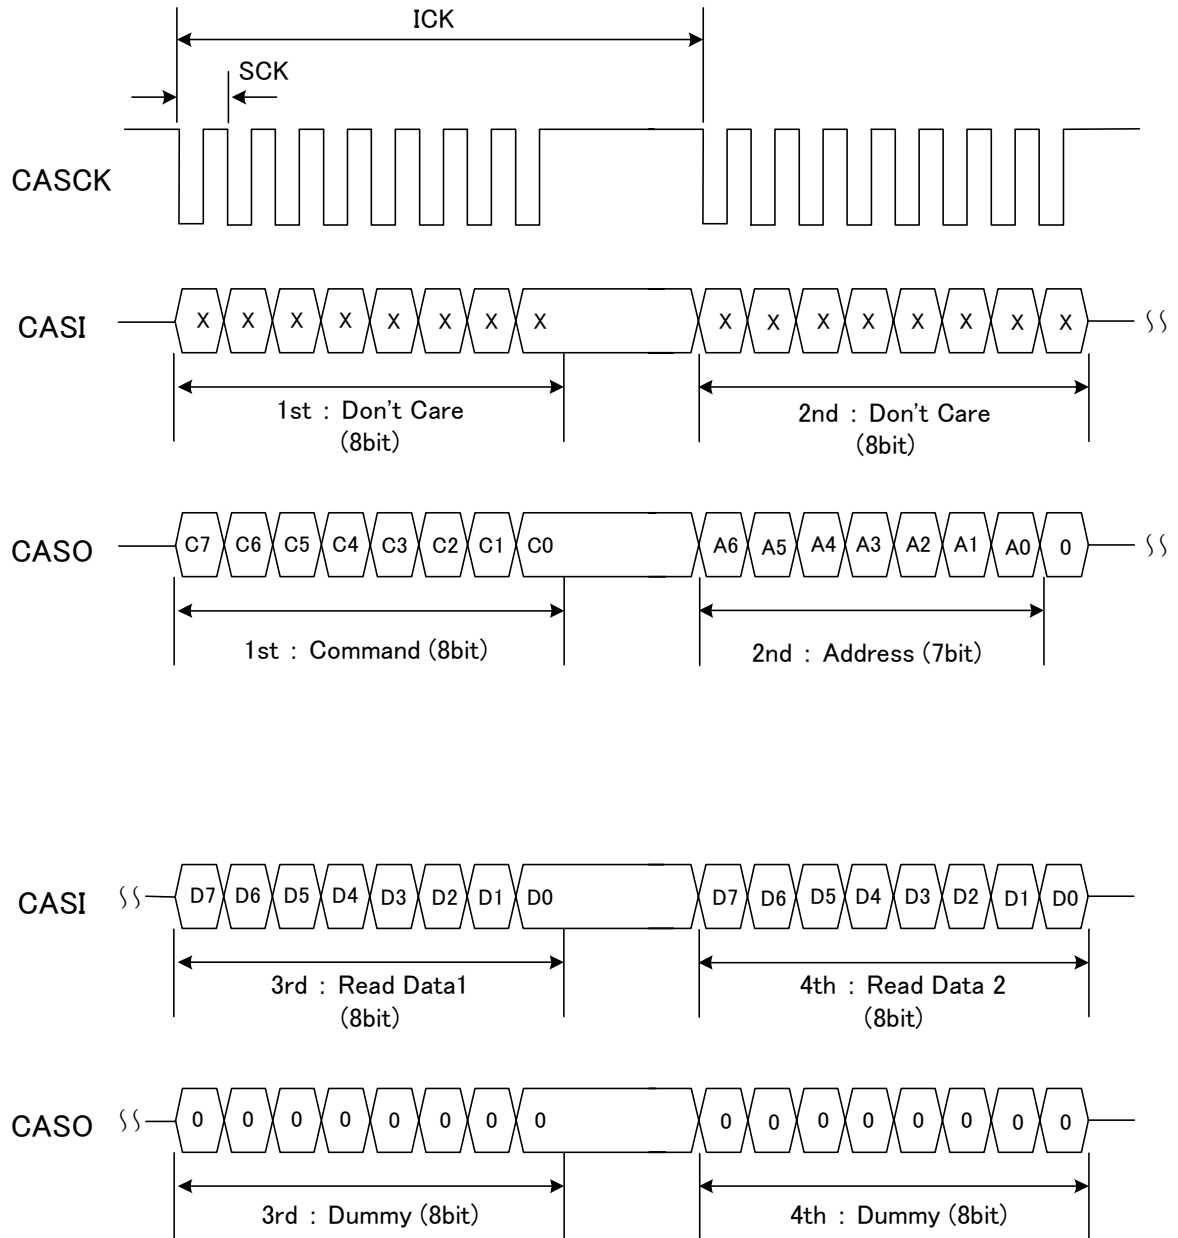 ICK
SCK
CASCK
CASI X X X X X X X X X X X X X X X X
1st : Don't Care
(8bit)
2nd : Don't Care
(8bit)
CASO C7 C6 C5 C4 C3 C2 C1 C0 A6 A5 A4 A3 A2 A1 A0 0
1st : Command (8bit)
2nd : Address (7bit)
CASI D7 D6 D5 D4 D3 D2 D1 D0 D7 D6 D5 D4 D3 D2 D1 D0
3rd : Read Data1
(8bit)
4th : Read Data 2
(8bit)
CASO 0 0 0 0 0 0 0 0 0 0 0 0 0 0 0 0
3rd : Dummy (8bit)
4th : Dummy (8bit)